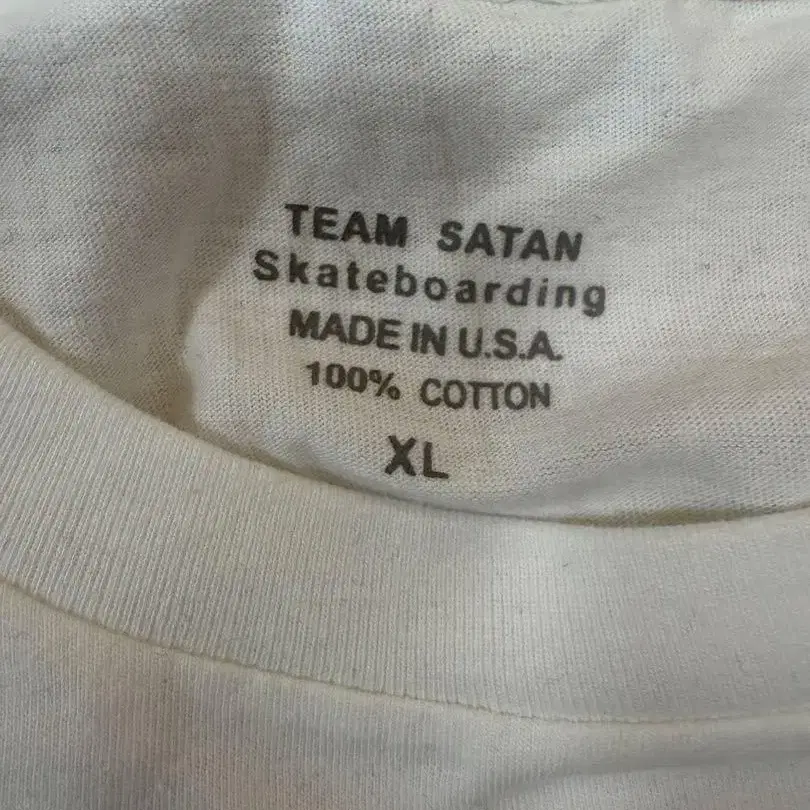 TEAM SATAN
Skateboarding
MADE IN U.S.A.
100% COTTON
XL